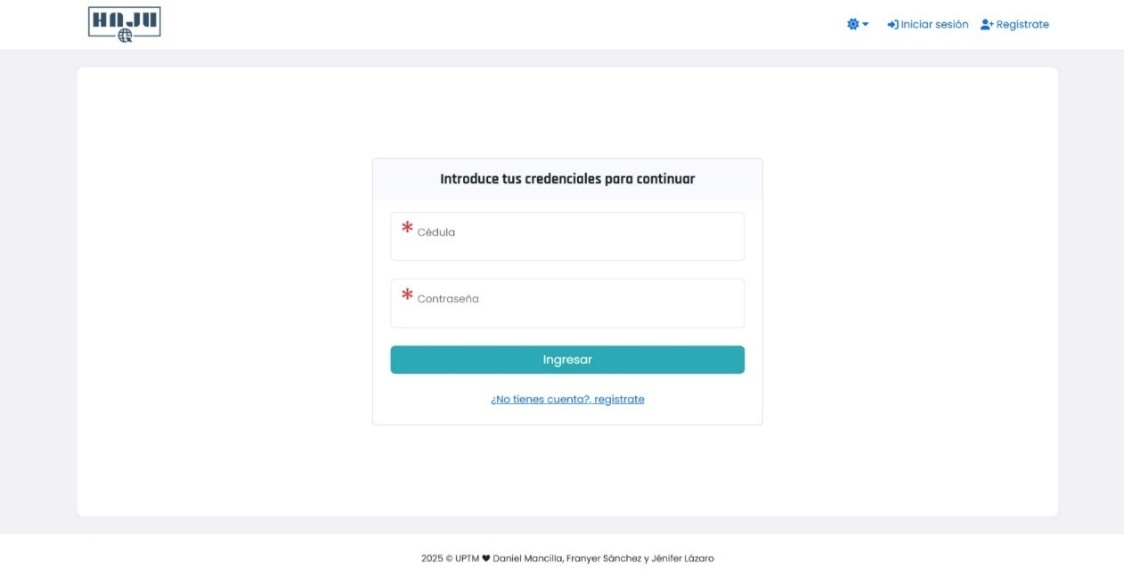 HNJU
Iniciar sesión
Registrate
Introduce tus credenciales para continuar
* Cédula
* Contraseña
Ingresar
¿No tienes cuenta?, registrate
2025 © UPTM ♥ Daniel Mancilla, Franyer Sánchez y Jénifer Lázaro